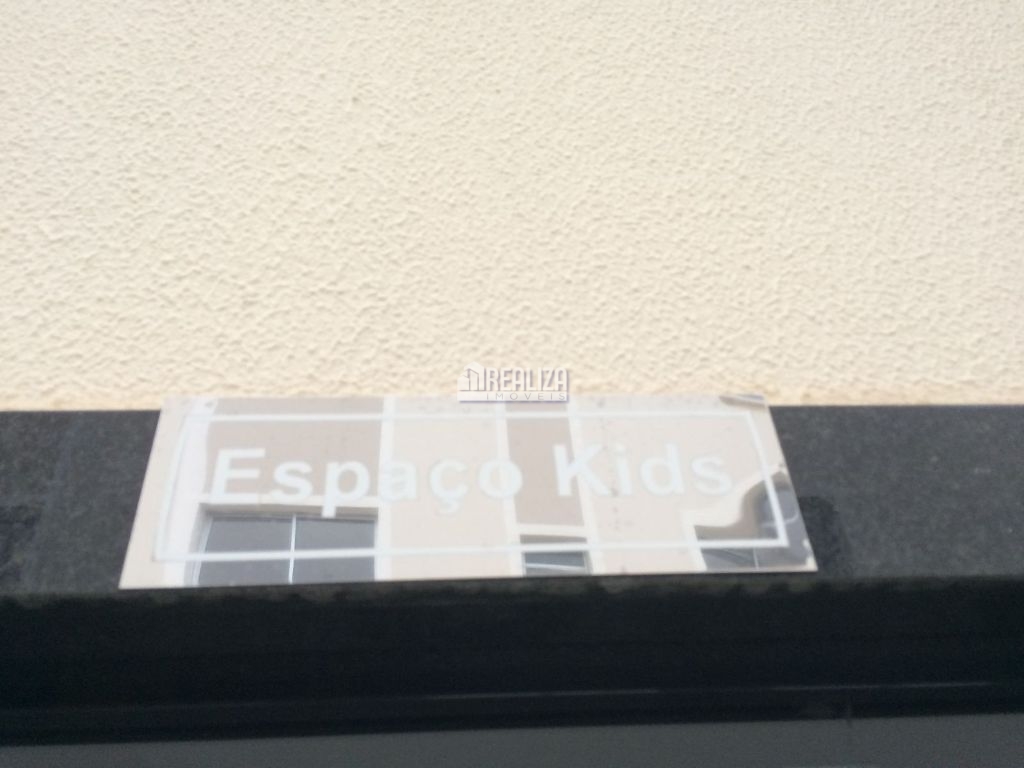 REALIZA
IMÓVEIS
Espaço Kids